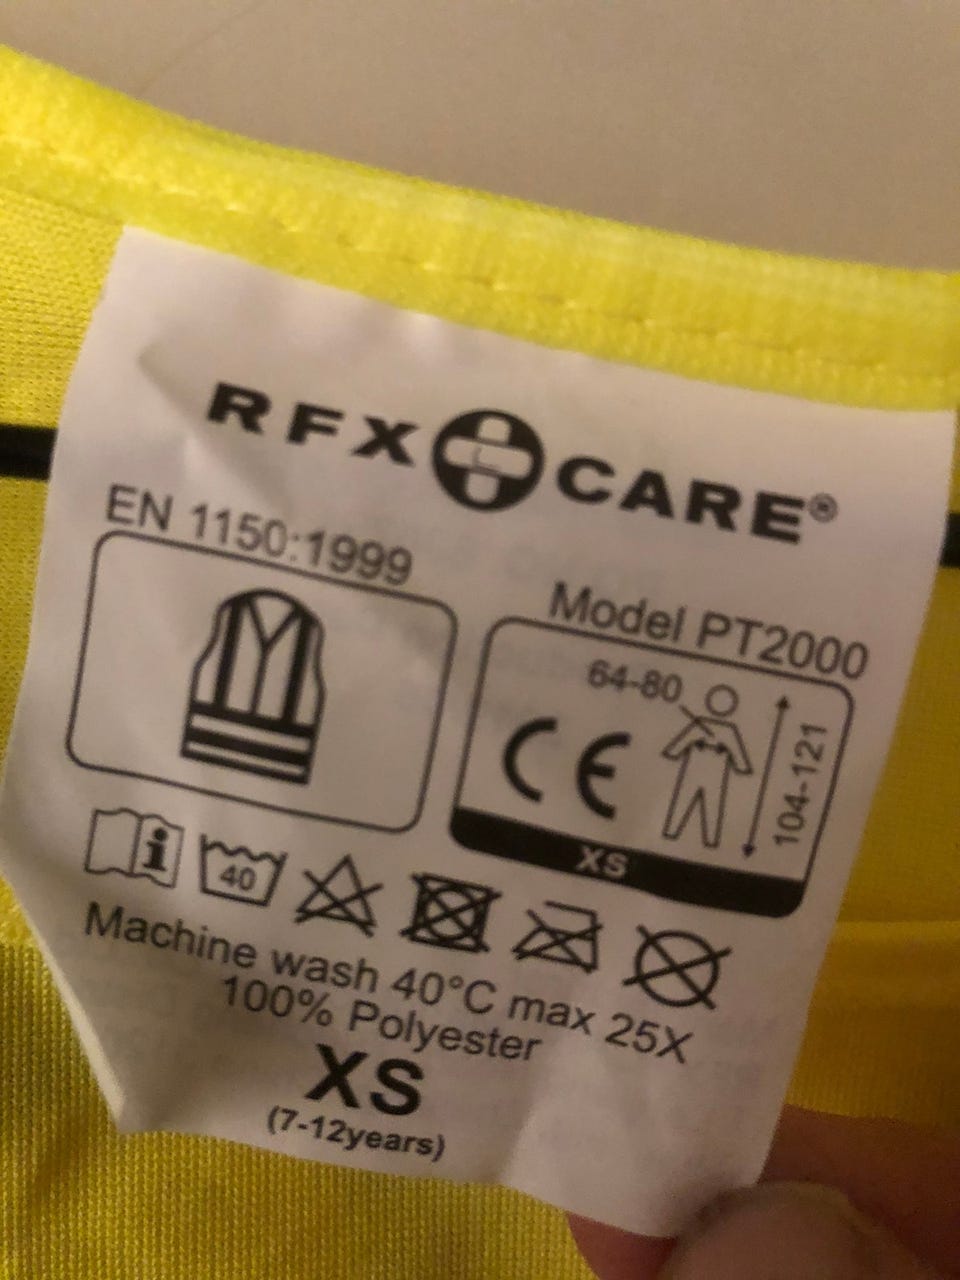 RFX CARE®
EN 1150:1999
Model PT2000
64-80
104-121
CE
XS
i
40
Machine wash 40°C max 25X
100% Polyester
XS
(7-12years)